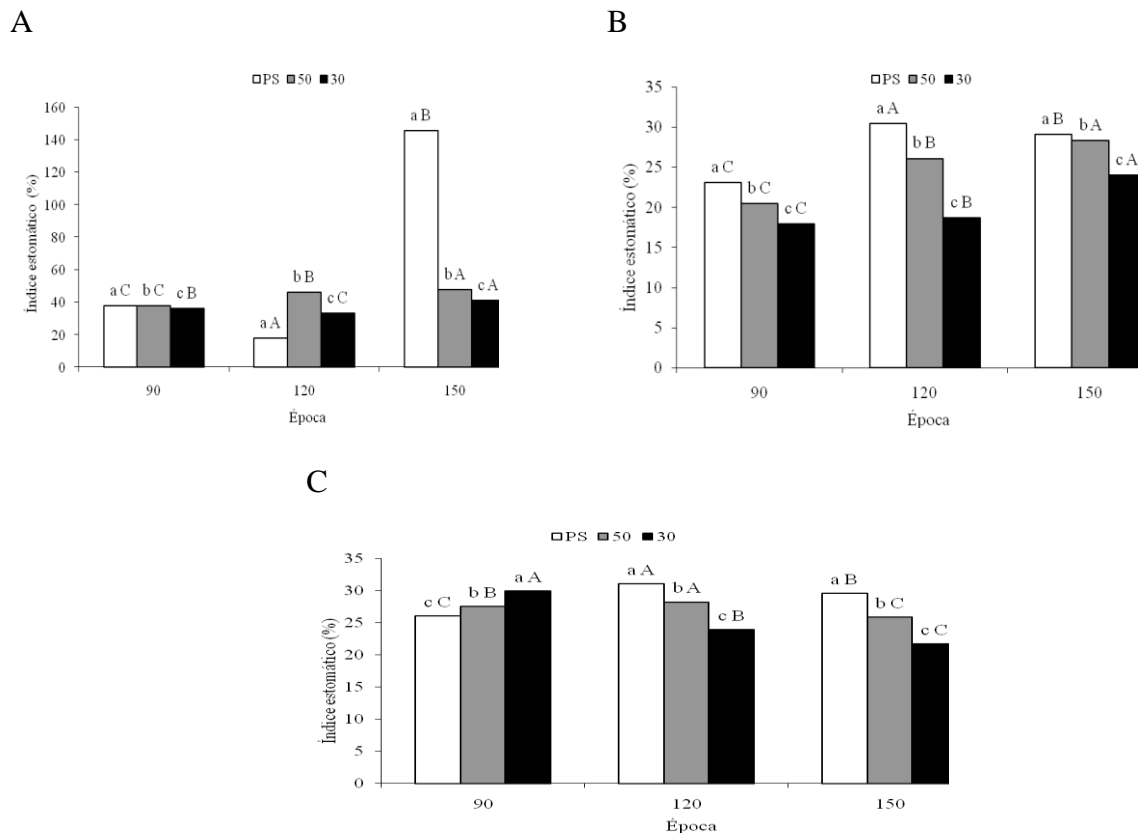 A
PS 50 30
160
140
120
100
80
60
40
20
0
Índice estomático (%)
a C b C c B
a A b B c C
a B b A c A
90 120 150
Época
B
PS 50 30
35
30
25
20
15
10
5
0
Índice estomático (%)
a C b C c C
a A b B c B
a B b A c A
90 120 150
Época
C
PS 50 30
35
30
25
20
15
10
5
0
Índice estomático (%)
c C b B a A
a A b A c B
a B b C c C
90 120 150
Época